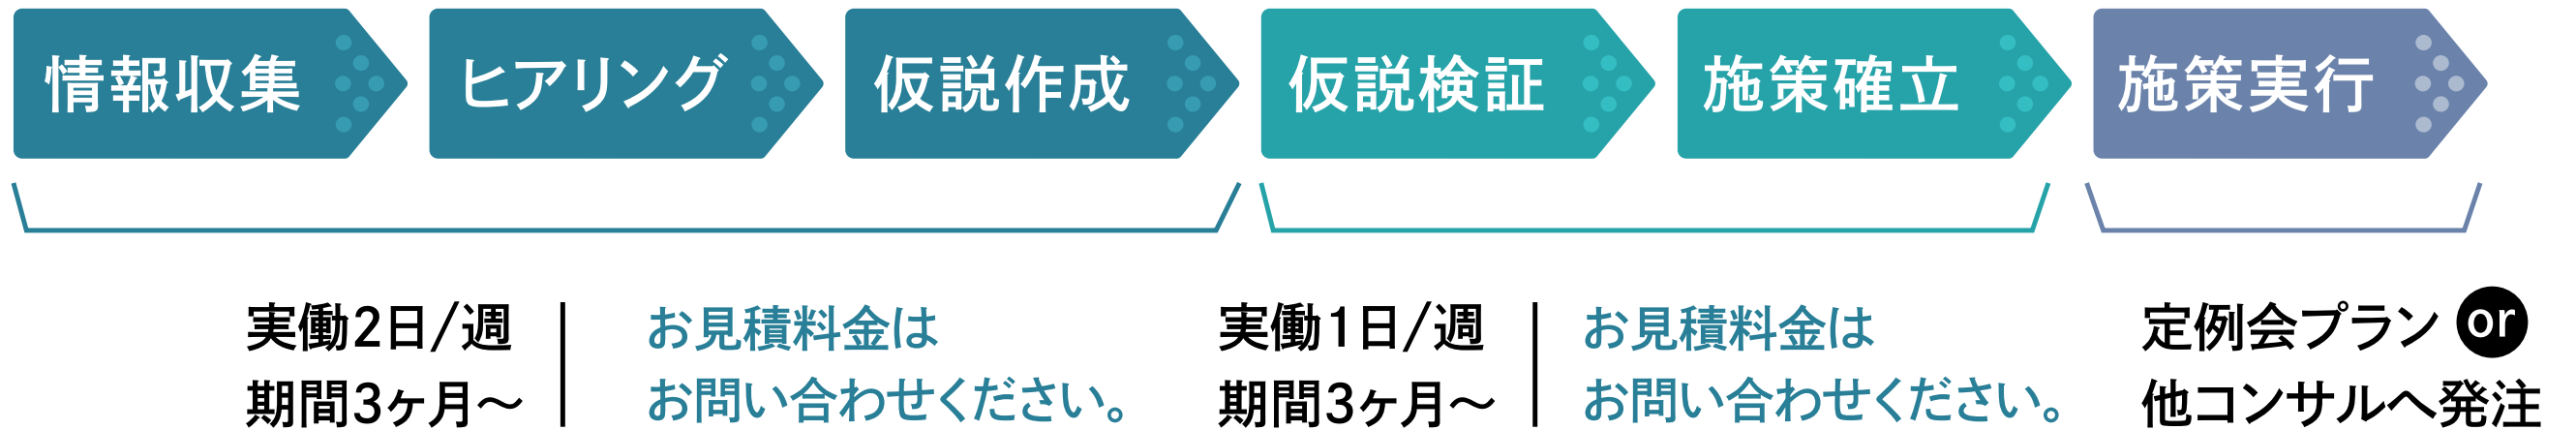 情報収集
ヒアリング
仮説作成
仮説検証
施策確立
施策実行
実働2日/週
期間3ヶ月〜
お見積料金は
お問い合わせください。
実働1日/週
期間3ヶ月〜
お見積料金は
お問い合わせください。
定例会プラン or
他コンサルへ発注